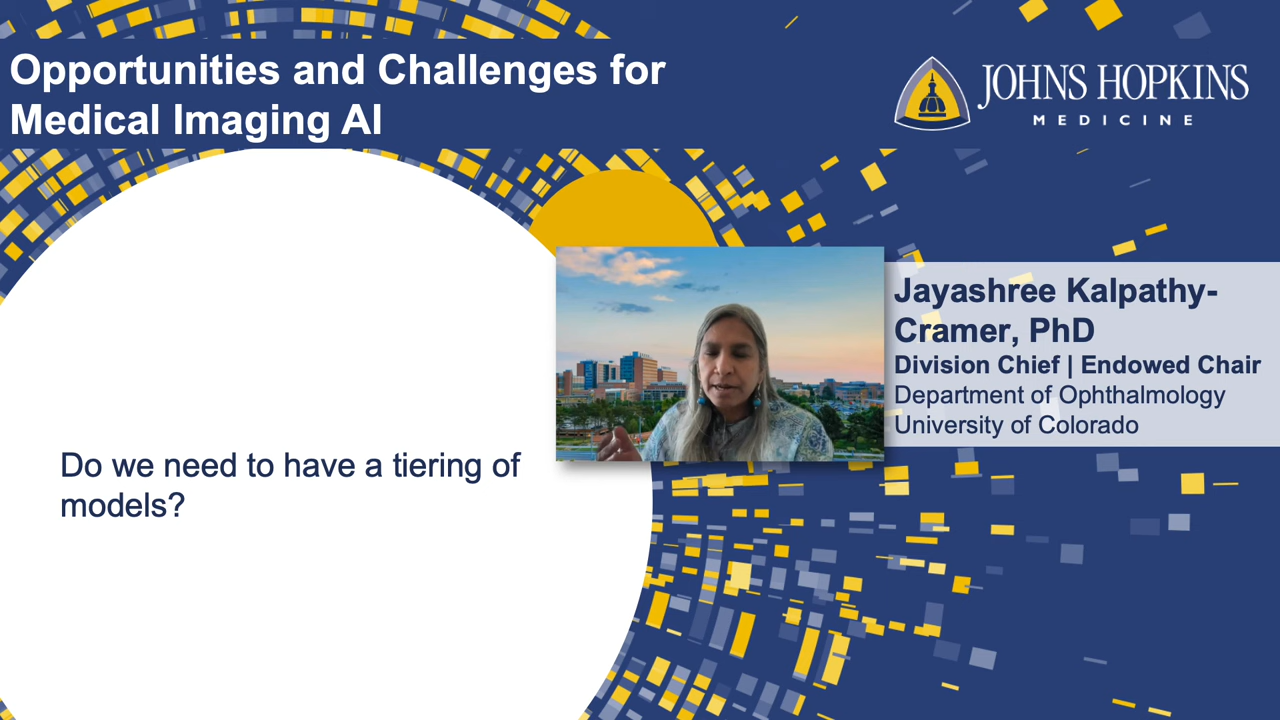 Opportunities and Challenges for
Medical Imaging AI
JOHNS HOPKINS
MEDICINE
Jayashree Kalpathy-
Cramer, PhD
Division Chief | Endowed Chair
Department of Ophthalmology
University of Colorado
Do we need to have a tiering of
models?